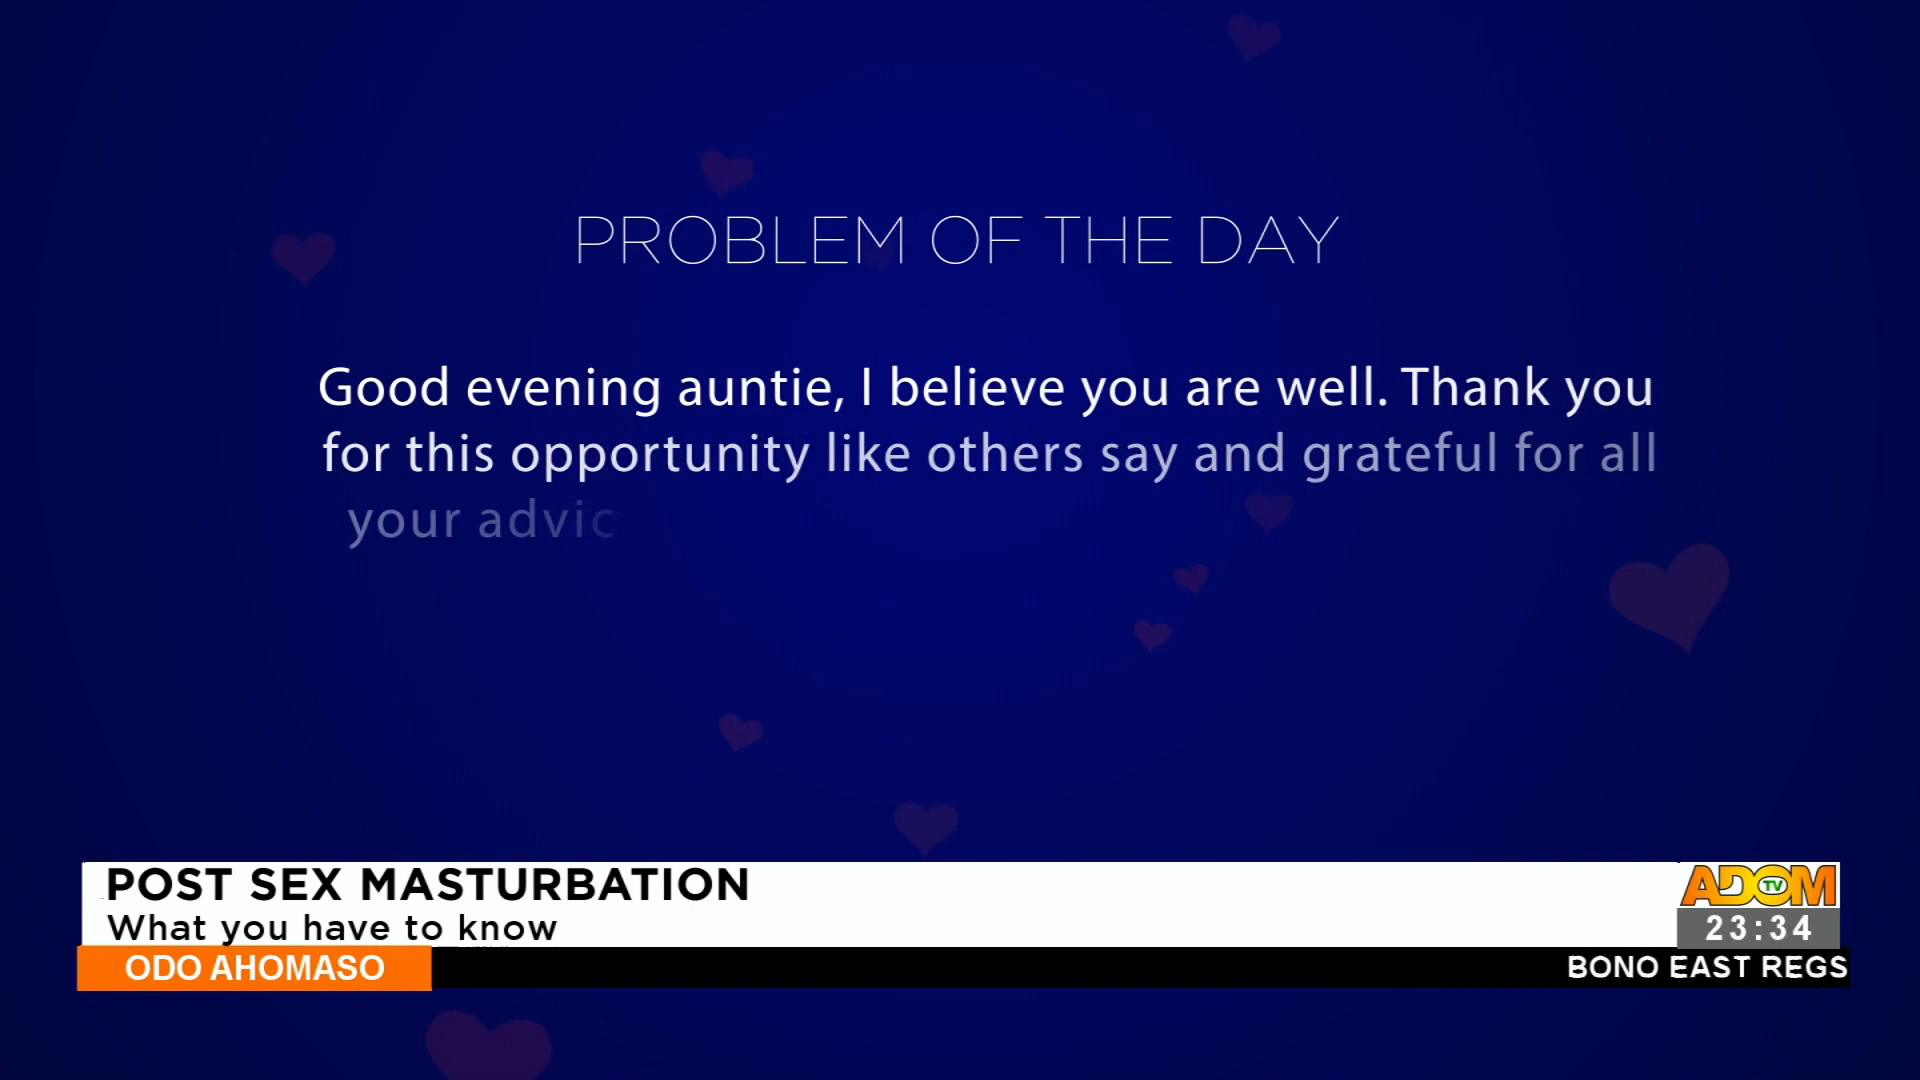 PROBLEM OF THE DAY
Good evening auntie, I believe you are well. Thank you
for this opportunity like others say and grateful for all
your advic
POST SEX MASTURBATION
What you have to know
ADOM TV
23:34
ODO AHOMASO
BONO EAST REGS